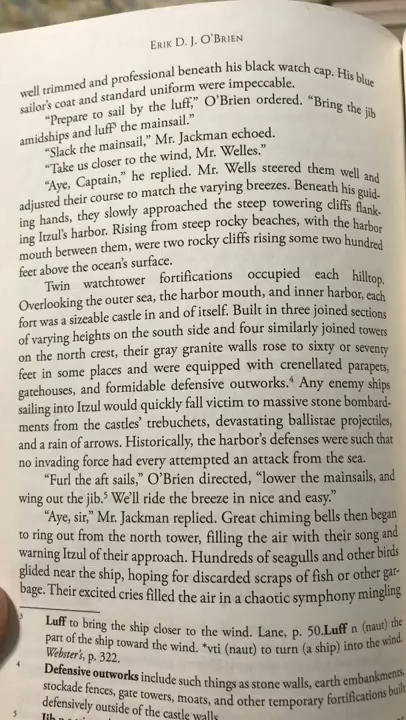 ERIK D. J. O'BRIEN
well trimmed and professional beneath his black watch cap. His blue
sailor's coat and standard uniform were impeccable.
"Prepare to sail by the luff," O'Brien ordered. "Bring the jib
amidships and luff the mainsail."
"Slack the mainsail," Mr. Jackman echoed.
"Take us closer to the wind, Mr. Welles."
"Aye, Captain," he replied. Mr. Wells steered them well and
adjusted their course to match the varying breezes. Beneath his guid-
ing hands, they slowly approached the steep towering cliffs flank-
ing Itzul's harbor. Rising from steep rocky beaches, with the harbor
mouth between them, were two rocky cliffs rising some two hundred
feet above the ocean's surface.
Twin watchtower fortifications occupied each hilltop.
Overlooking the outer sea, the harbor mouth, and inner harbor, each
fort was a sizeable castle in and of itself. Built in three joined sections
of varying heights on the south side and four similarly joined towers
on the north crest, their gray granite walls rose to sixty or seventy
feet in some places and were equipped with crenellated parapets,
gatehouses, and formidable defensive outworks.⁴ Any enemy ships
sailing into Itzul would quickly fall victim to massive stone bombard-
ments from the castles' trebuchets, devastating ballistae projectiles,
and a rain of arrows. Historically, the harbor's defenses were such that
no invading force had every attempted an attack from the sea.
"Furl the aft sails," O'Brien directed, "lower the mainsails, and
wing out the jib.⁵ We'll ride the breeze in nice and easy."
"Aye, sir," Mr. Jackman replied. Great chiming bells then began
to ring out from the north tower, filling the air with their song and
warning Itzul of their approach. Hundreds of seagulls and other birds
glided near the ship, hoping for discarded scraps of fish or other gar-
bage. Their excited cries filled the air in a chaotic symphony mingling
Luff to bring the ship closer to the wind. Lane, p. 50.Luff n (naut) the
part of the ship toward the wind. *vti (naut) to turn (a ship) into the wind.
Webster's, p. 322.
4 Defensive outworks include such things as stone walls, earth embankments,
stockade fences, gate towers, moats, and other temporary fortifications built
defensively outside of the castle walls.
5 Jib